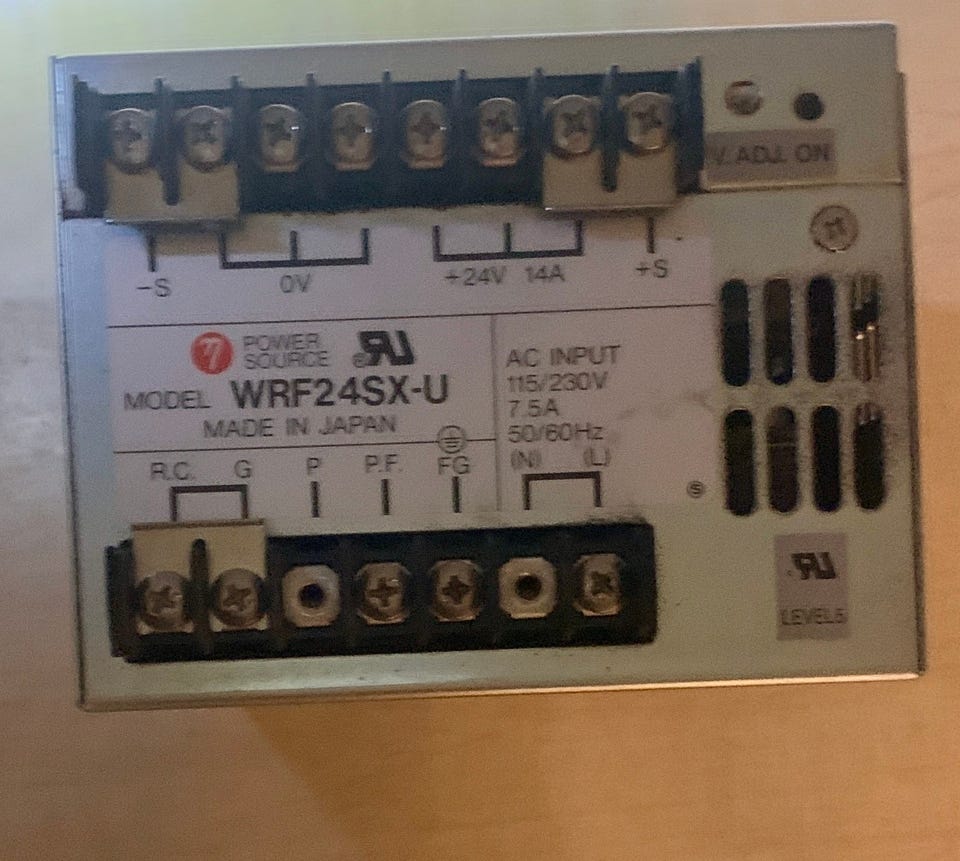 V.ADJ. ON
-S 0V +24V 14A +S
η POWER SOURCE
MODEL WRF24SX-U
MADE IN JAPAN
AC INPUT
115/230V
7.5A
50/60Hz
(N) (L)
R.C. G P P.F. FG
S
LEVEL5